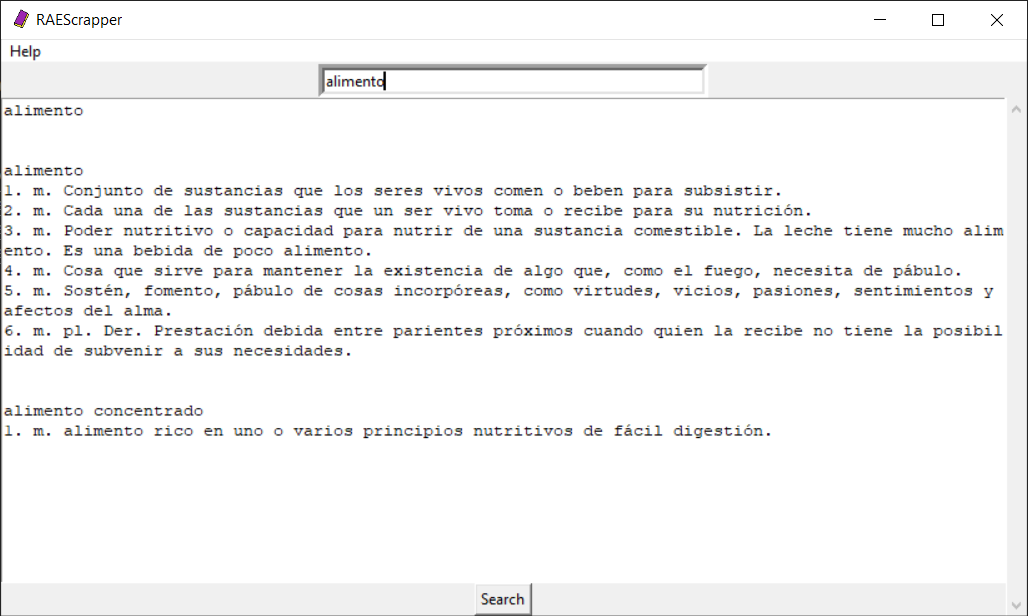 RAEScrapper
Help
alimento
alimento
alimento
1. m. Conjunto de sustancias que los seres vivos comen o beben para subsistir.
2. m. Cada una de las sustancias que un ser vivo toma o recibe para su nutrición.
3. m. Poder nutritivo o capacidad para nutrir de una sustancia comestible. La leche tiene mucho alim
ento. Es una bebida de poco alimento.
4. m. Cosa que sirve para mantener la existencia de algo que, como el fuego, necesita de pábulo.
5. m. Sostén, fomento, pábulo de cosas incorpóreas, como virtudes, vicios, pasiones, sentimientos y
afectos del alma.
6. m. pl. Der. Prestación debida entre parientes próximos cuando quien la recibe no tiene la posibil
idad de subvenir a sus necesidades.
alimento concentrado
1. m. alimento rico en uno o varios principios nutritivos de fácil digestión.
Search